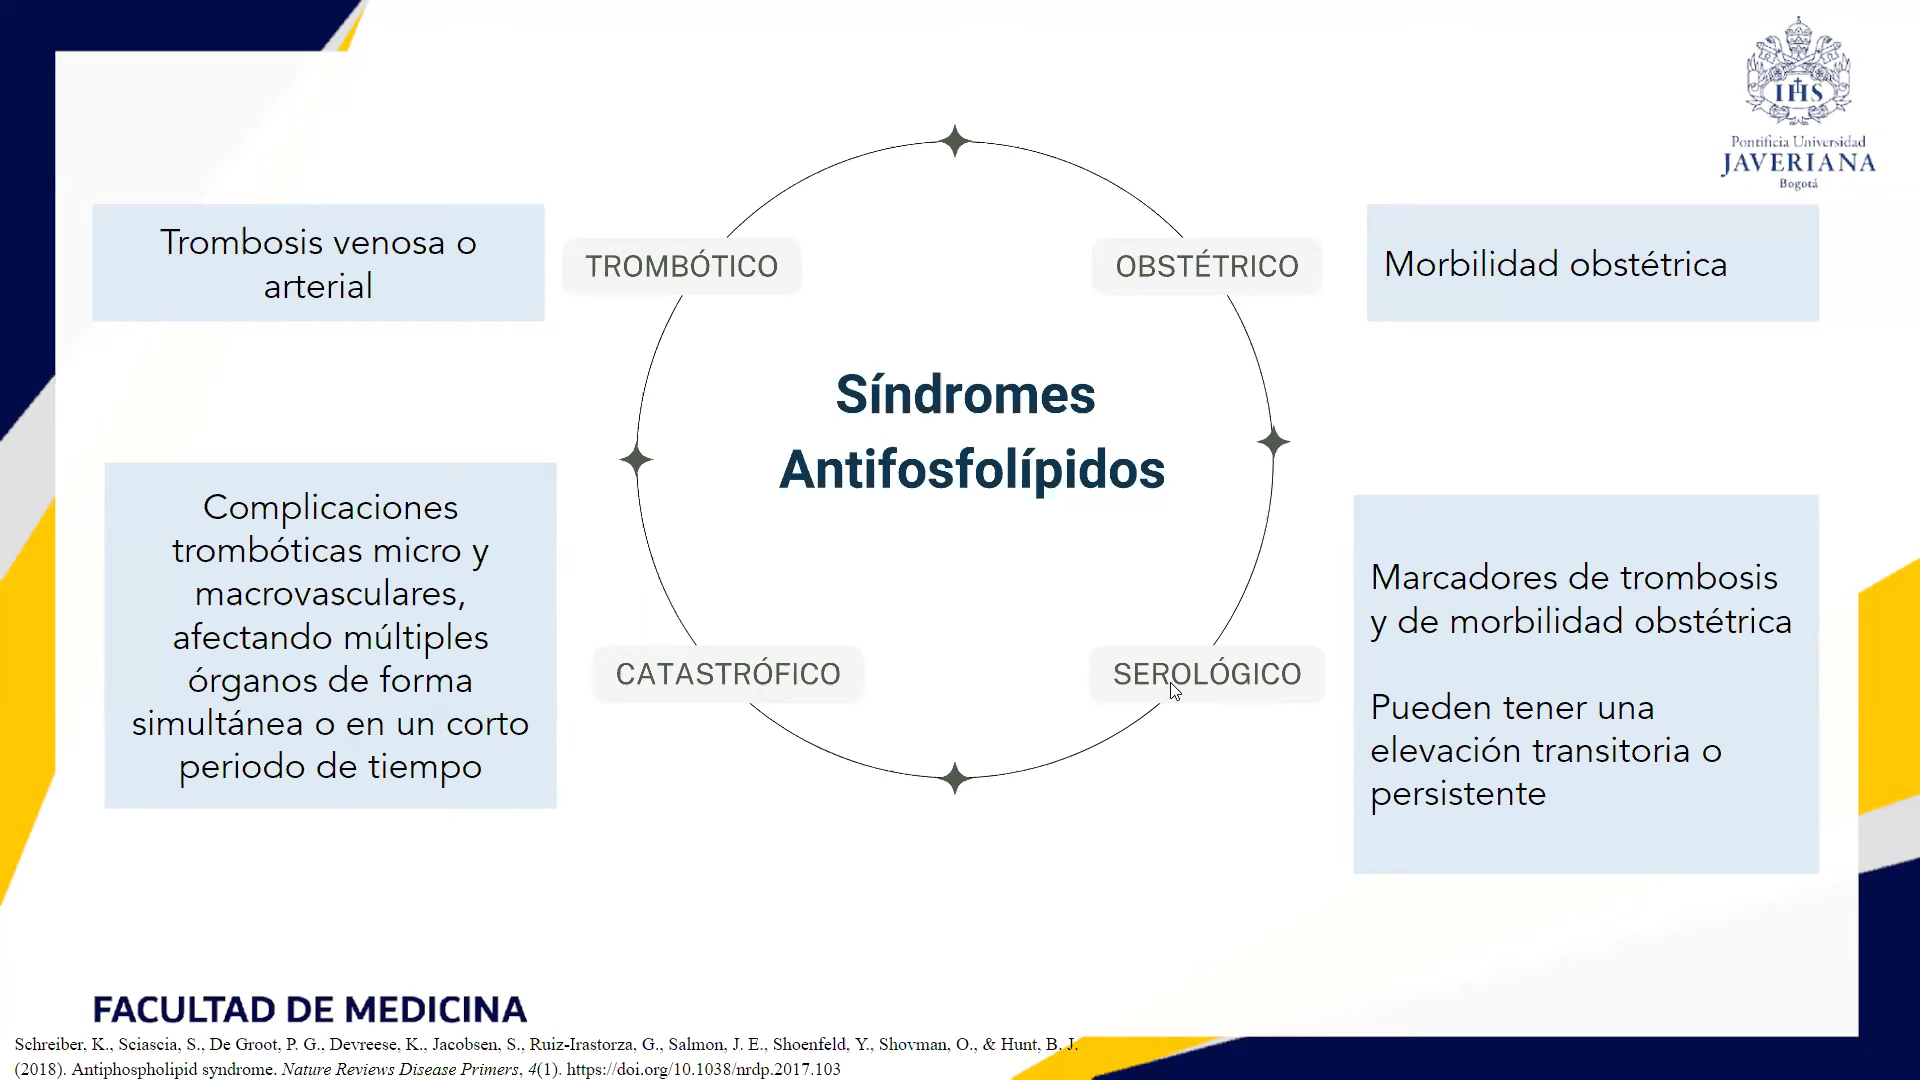 IHS
Pontificia Universidad
JAVERIANA
Bogotá
Trombosis venosa o
arterial
TROMBÓTICO
OBSTÉTRICO
Morbilidad obstétrica
Síndromes
Antifosfolípidos
Complicaciones
trombóticas micro y
macrovasculares,
afectando múltiples
órganos de forma
simultánea o en un corto
periodo de tiempo
CATASTRÓFICO
SEROLÓGICO
Marcadores de trombosis
y de morbilidad obstétrica
Pueden tener una
elevación transitoria o
persistente
FACULTAD DE MEDICINA
Schreiber, K., Sciascia, S., De Groot, P. G., Devreese, K., Jacobsen, S., Ruiz-Irastorza, G., Salmon, J. E., Shoenfeld, Y., Shovman, O., & Hunt, B. J.
(2018). Antiphospholipid syndrome. Nature Reviews Disease Primers, 4(1). https://doi.org/10.1038/nrdp.2017.103